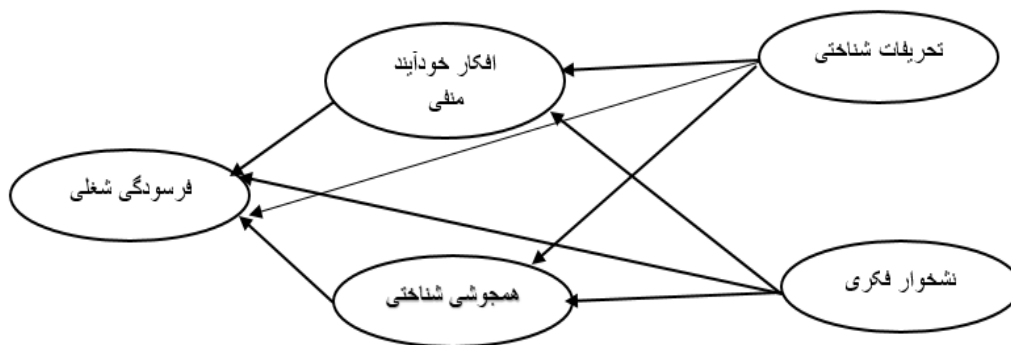 تحریفات شناختی
افکار خودآیند
منفی
فرسودگی شغلی
نشخوار فکری
همجوشی شناختی